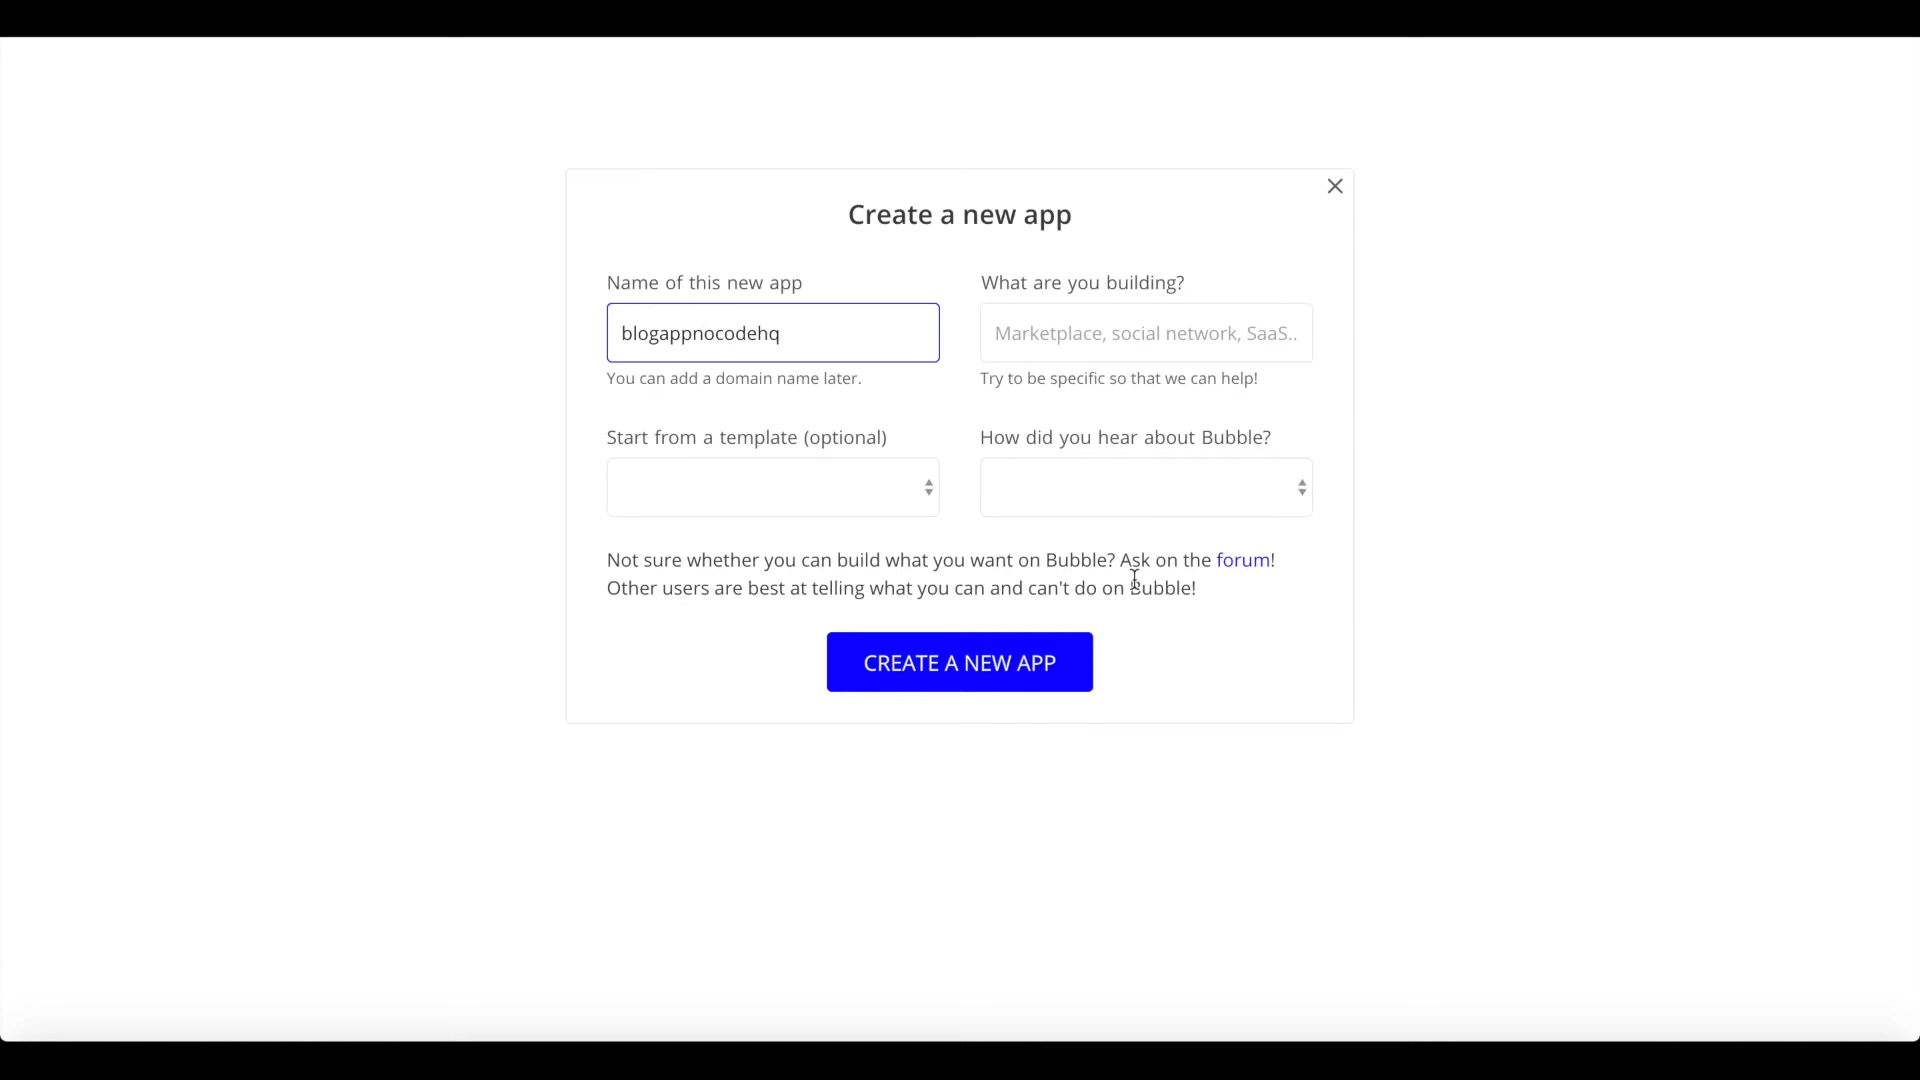 Create a new app
Name of this new app
What are you building?
blogappnocodehq
Marketplace, social network, SaaS..
You can add a domain name later.
Try to be specific so that we can help!
Start from a template (optional)
How did you hear about Bubble?
Not sure whether you can build what you want on Bubble? Ask on the forum!
Other users are best at telling what you can and can't do on Bubble!
CREATE A NEW APP